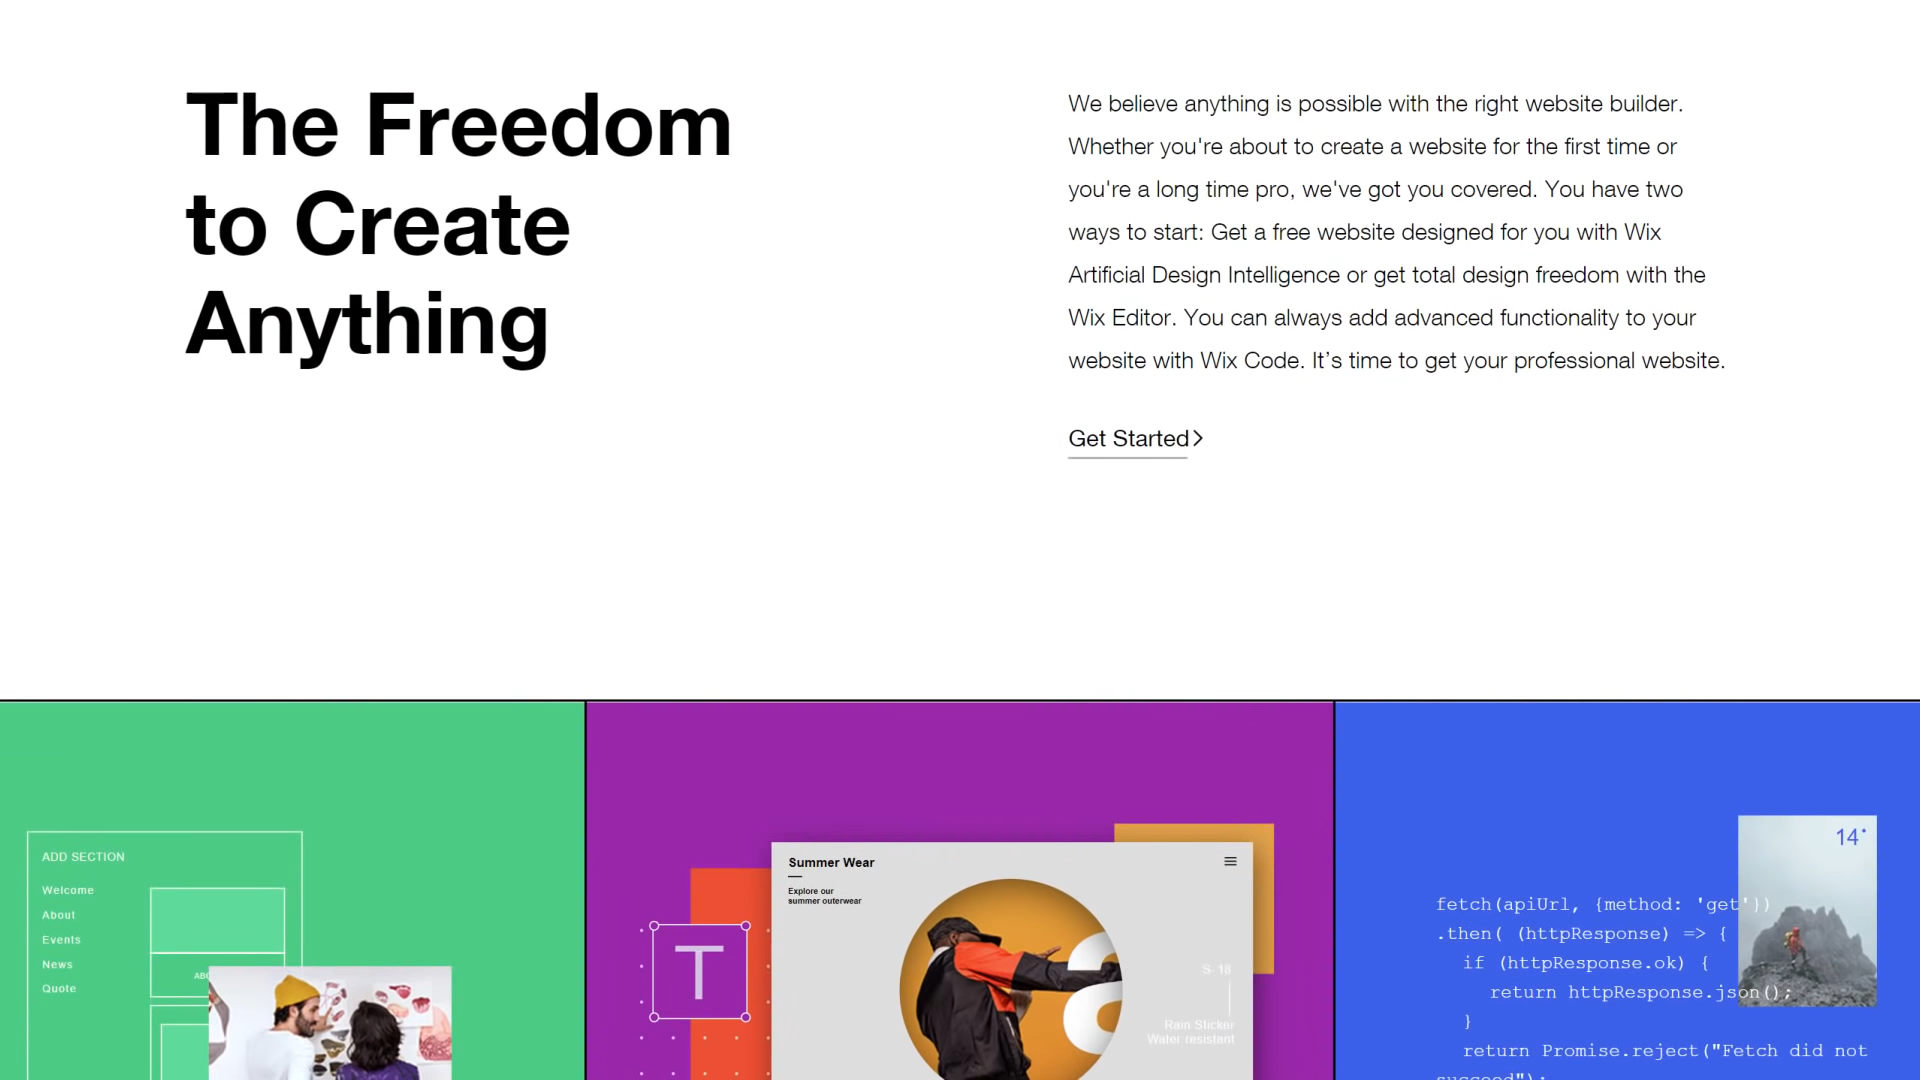 The Freedom
to Create
Anything
We believe anything is possible with the right website builder.
Whether you're about to create a website for the first time or
you're a long time pro, we've got you covered. You have two
ways to start: Get a free website designed for you with Wix
Artificial Design Intelligence or get total design freedom with the
Wix Editor. You can always add advanced functionality to your
website with Wix Code. It’s time to get your professional website.
Get Started
ADD SECTION
Welcome
About
Events
News
Quote
T
Summer Wear
Explore our
summer outerwear
a
S- 18
Rain Sticker
Water resistant
14°
fetch(apiUrl, {method: 'get'})
.then( (httpResponse) => {
if (httpResponse.ok) {
return httpResponse.json();
}
return Promise.reject("Fetch did not
succeed");